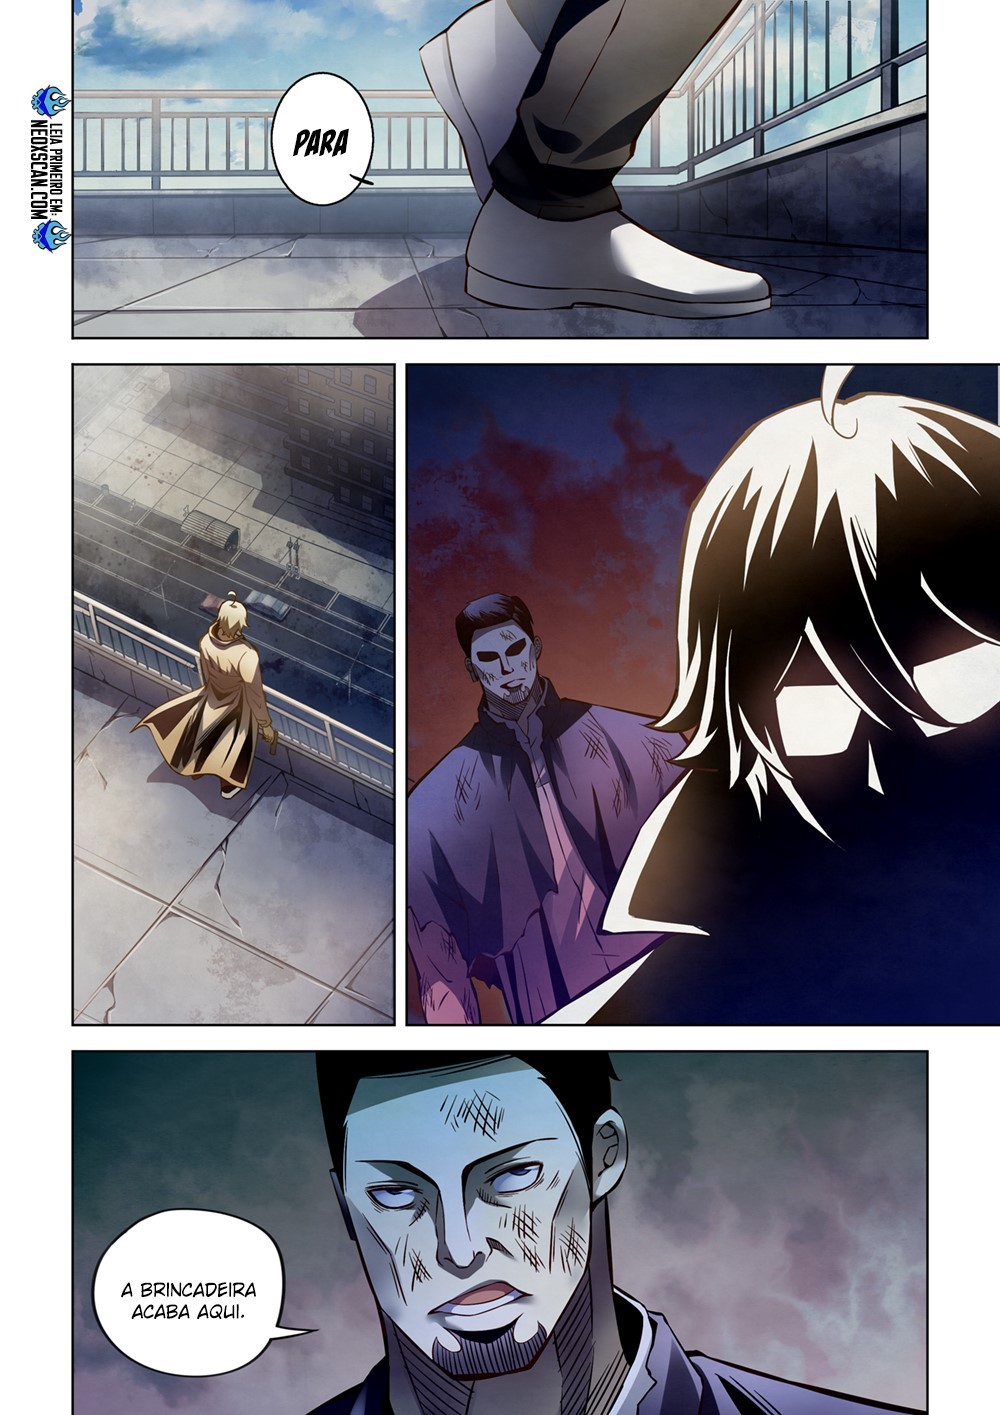 LEIA PRIMEIRO EM:
NEOXSCAN.COM
PARA
A BRINCADEIRA
ACABA AQUI.